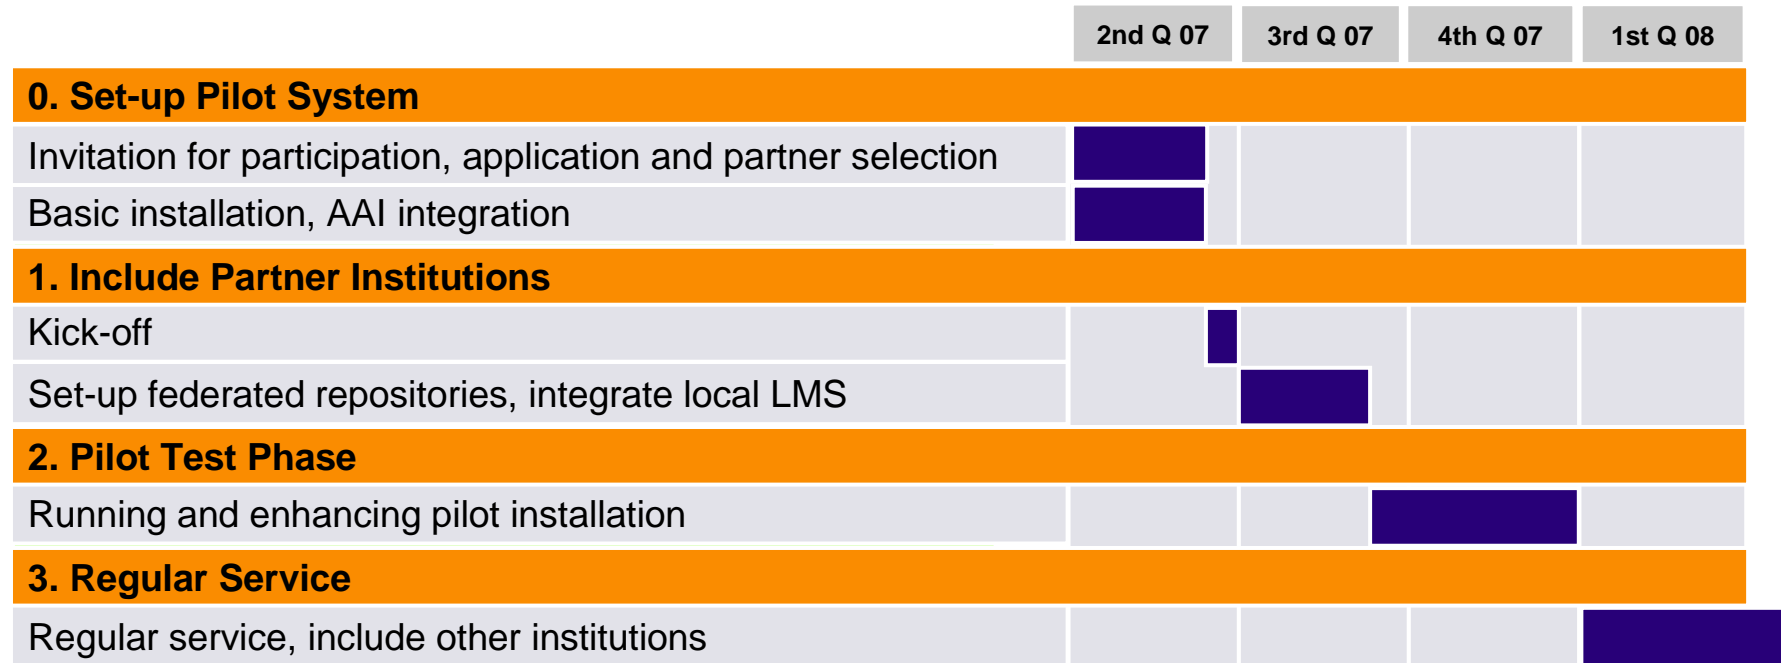 2nd Q 07 3rd Q 07 4th Q 07 1st Q 08
0. Set-up Pilot System
Invitation for participation, application and partner selection
Basic installation, AAI integration
1. Include Partner Institutions
Kick-off
Set-up federated repositories, integrate local LMS
2. Pilot Test Phase
Running and enhancing pilot installation
3. Regular Service
Regular service, include other institutions